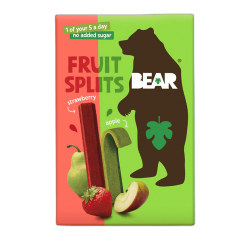 1 of your 5 a day
no added sugar
FRUIT
SPLITS
BEAR
®
strawberry
apple